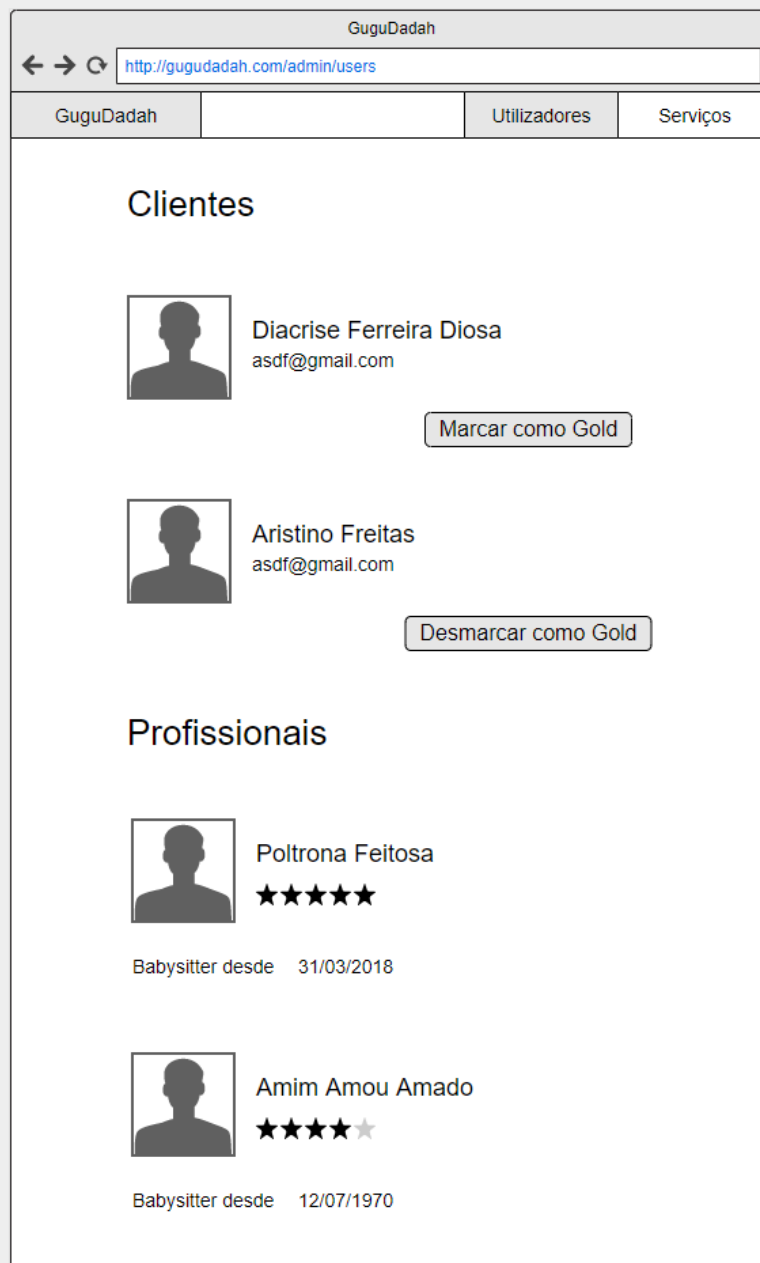 GuguDadah
http://gugudadah.com/admin/users
GuguDadah Utilizadores Serviços
Clientes
Diacrise Ferreira Diosa
asdf@gmail.com
Marcar como Gold
Aristino Freitas
asdf@gmail.com
Desmarcar como Gold
Profissionais
Poltrona Feitosa
Babysitter desde 31/03/2018
Amim Amou Amado
Babysitter desde 12/07/1970